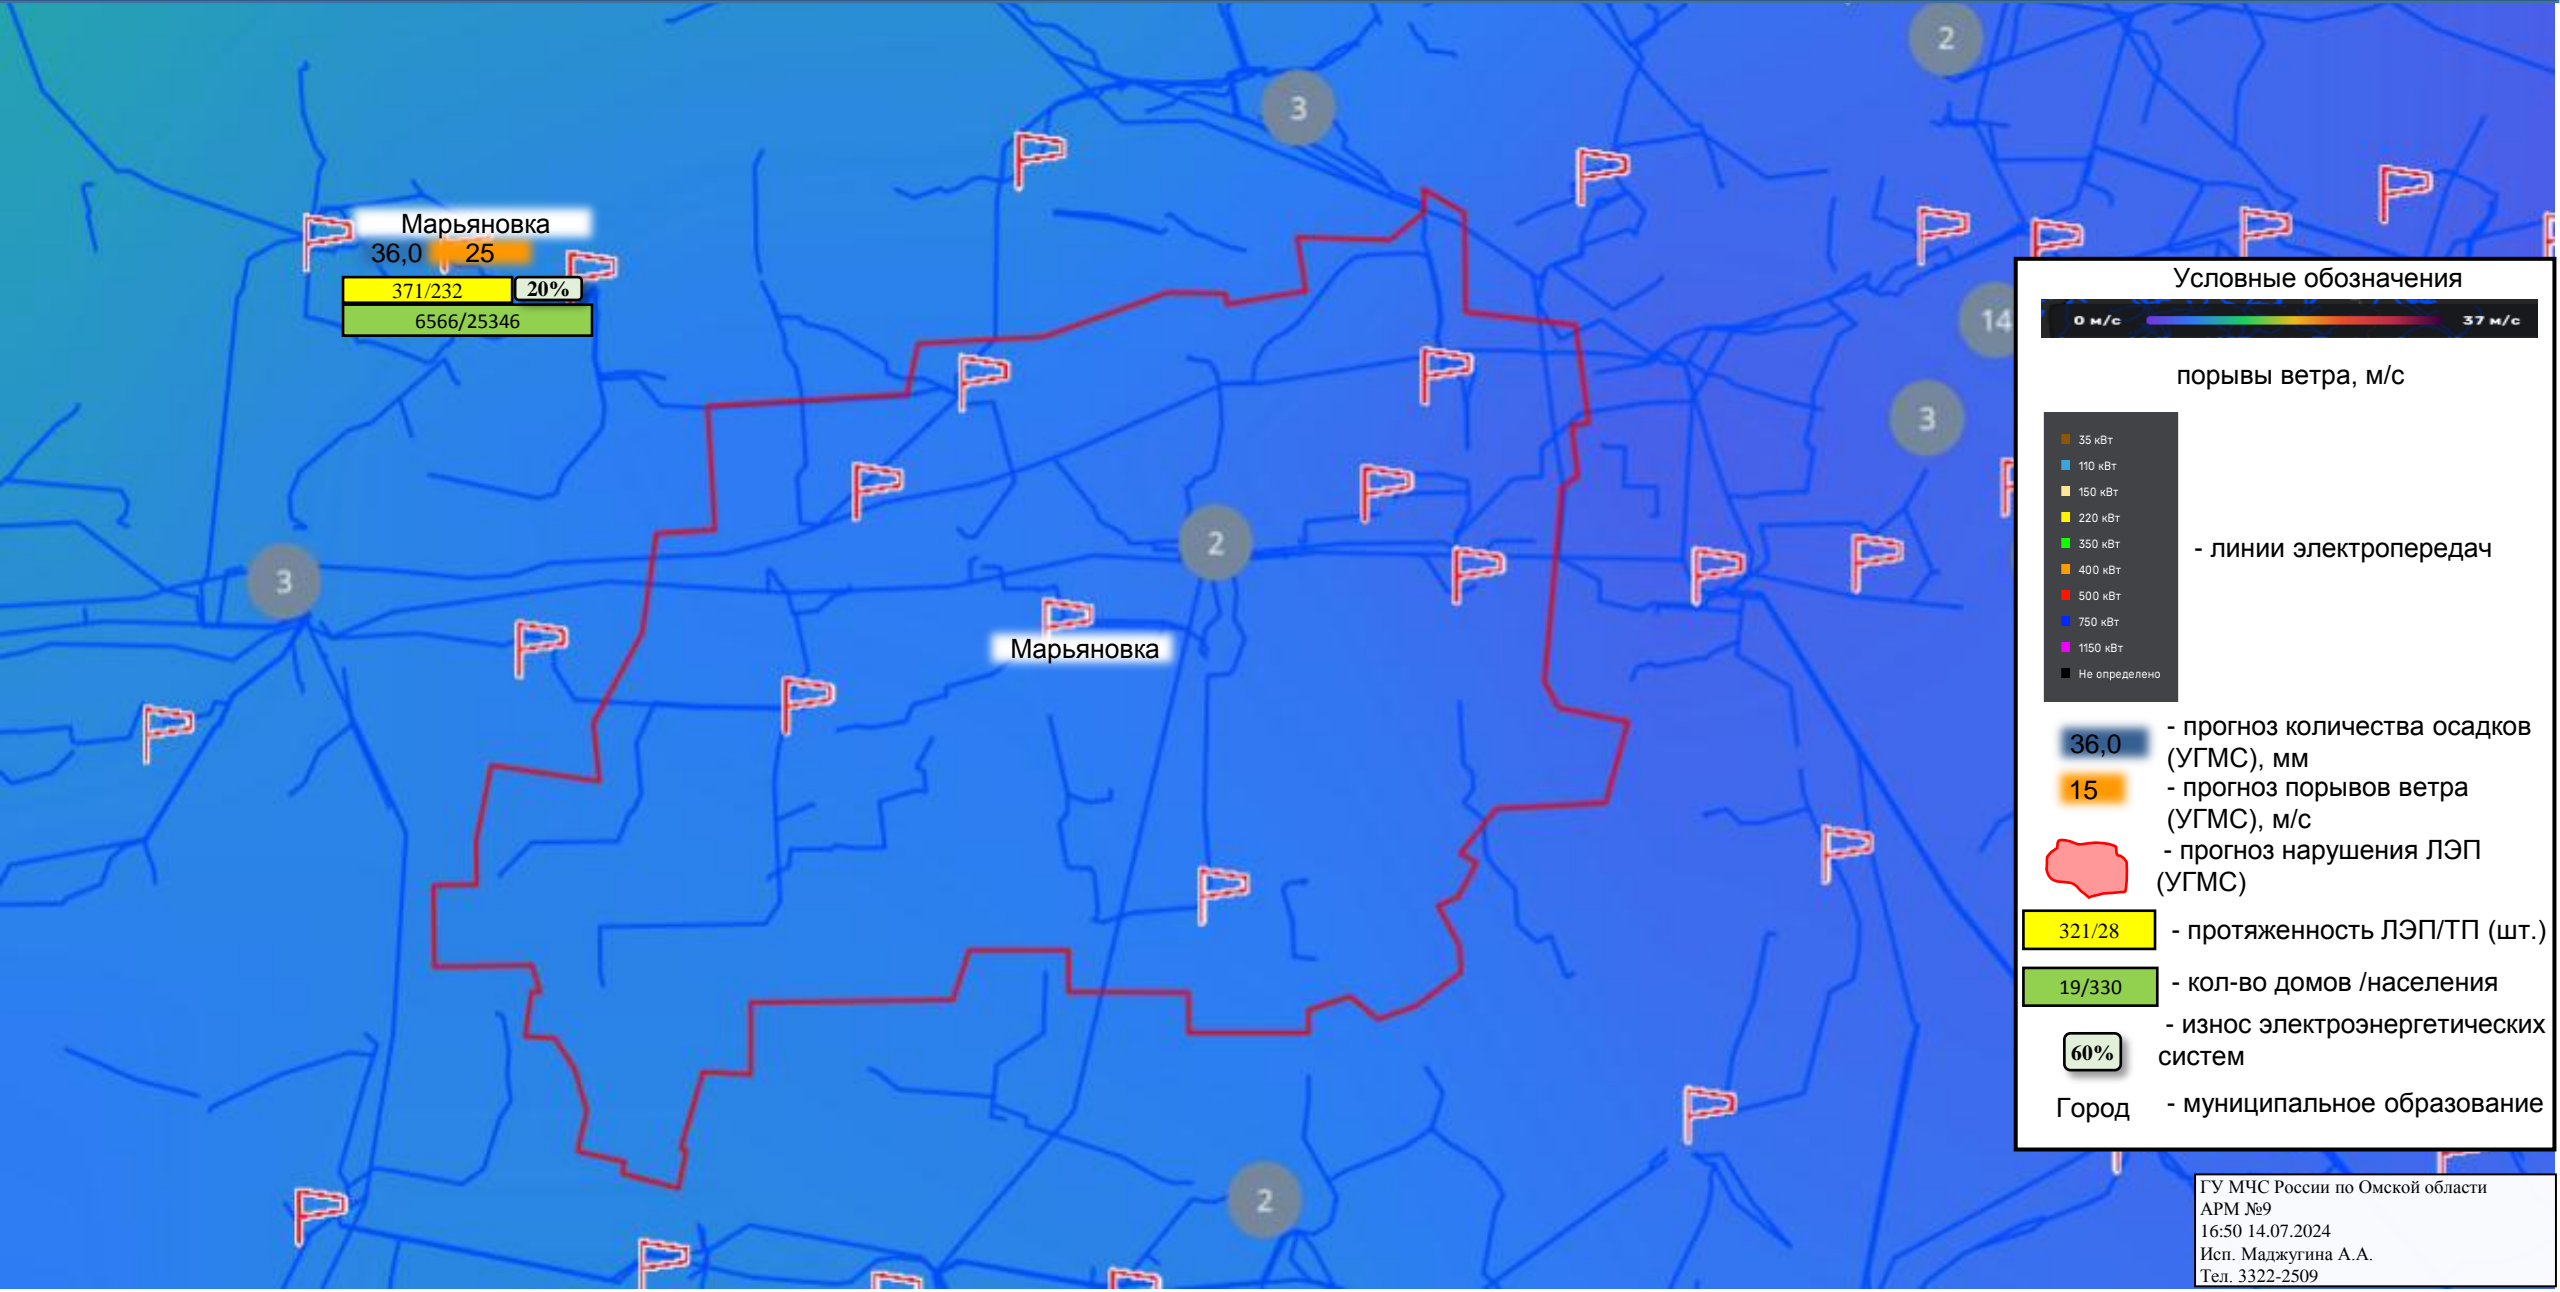 2
3
Марьяновка
36,0 25
371/232 20%
6566/25346
14
3
3
2
Марьяновка
2
Условные обозначения
0 м/с 37 м/с
порывы ветра, м/с
35 кВт
110 кВт
150 кВт
220 кВт
350 кВт
400 кВт
500 кВт
750 кВт
1150 кВт
Не определено
- линии электропередач
36,0 - прогноз количества осадков
(УГМС), мм
15 - прогноз порывов ветра
(УГМС), м/с
- прогноз нарушения ЛЭП
(УГМС)
321/28 - протяженность ЛЭП/ТП (шт.)
19/330 - кол-во домов /населения
- износ электроэнергетических
60% систем
Город - муниципальное образование
ГУ МЧС России по Омской области
АРМ №9
16:50 14.07.2024
Исп. Маджугина А.А.
Тел. 3322-2509